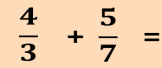 4/3 + 5/7 =